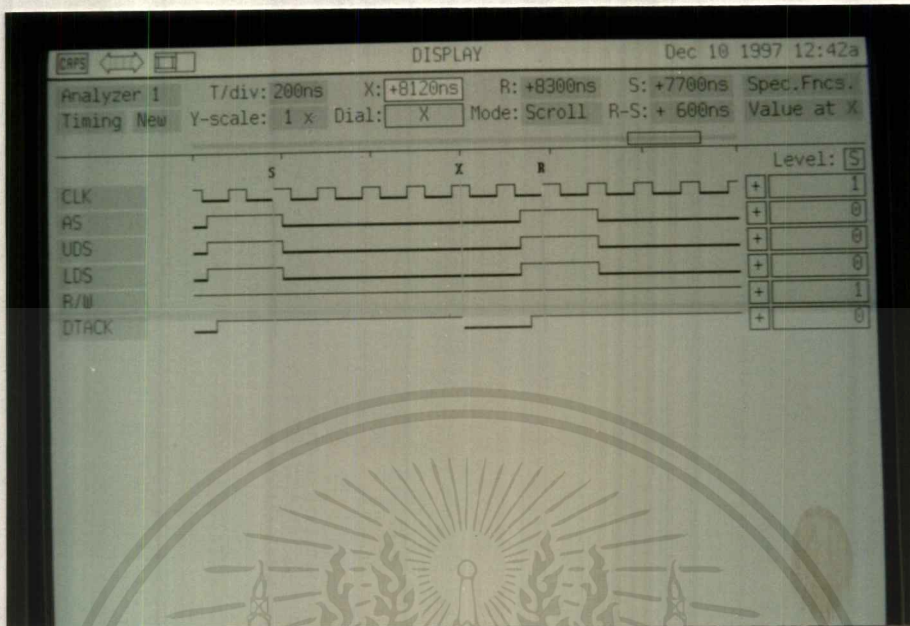 CAPS DISPLAY Dec 10 1997 12:42a
Analyzer 1 T/div: 200ns X: +8120ns R: +8300ns S: +7700ns Spec.Fncs.
Timing New Y-scale: 1 x Dial: X Mode: Scroll R-S: + 600ns Value at X
Level: S
S X R
CLK + 1
AS + 0
UDS + 0
LDS + 0
R/W + 1
DTACK + 0